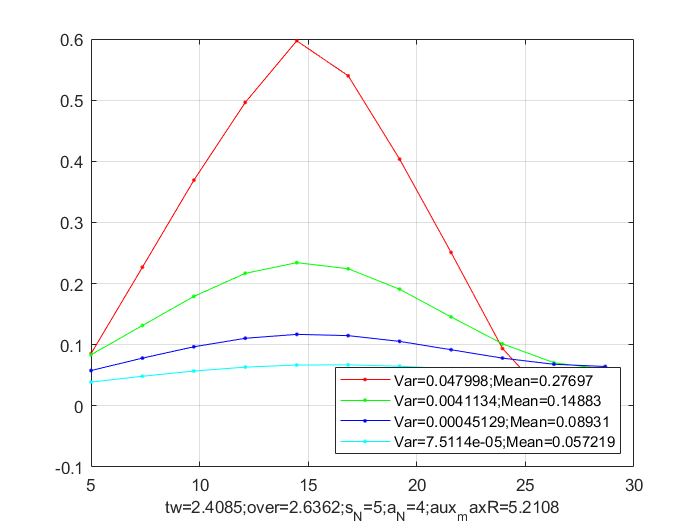 0.6
0.5
0.4
0.3
0.2
0.1
0
-0.1
5
10
15
20
25
30
Var=0.047998;Mean=0.27697
Var=0.0041134;Mean=0.14883
Var=0.00045129;Mean=0.08931
Var=7.5114e-05;Mean=0.057219
tw=2.4085;over=2.6362;s_N=5;a_N=4;aux_maxR=5.2108